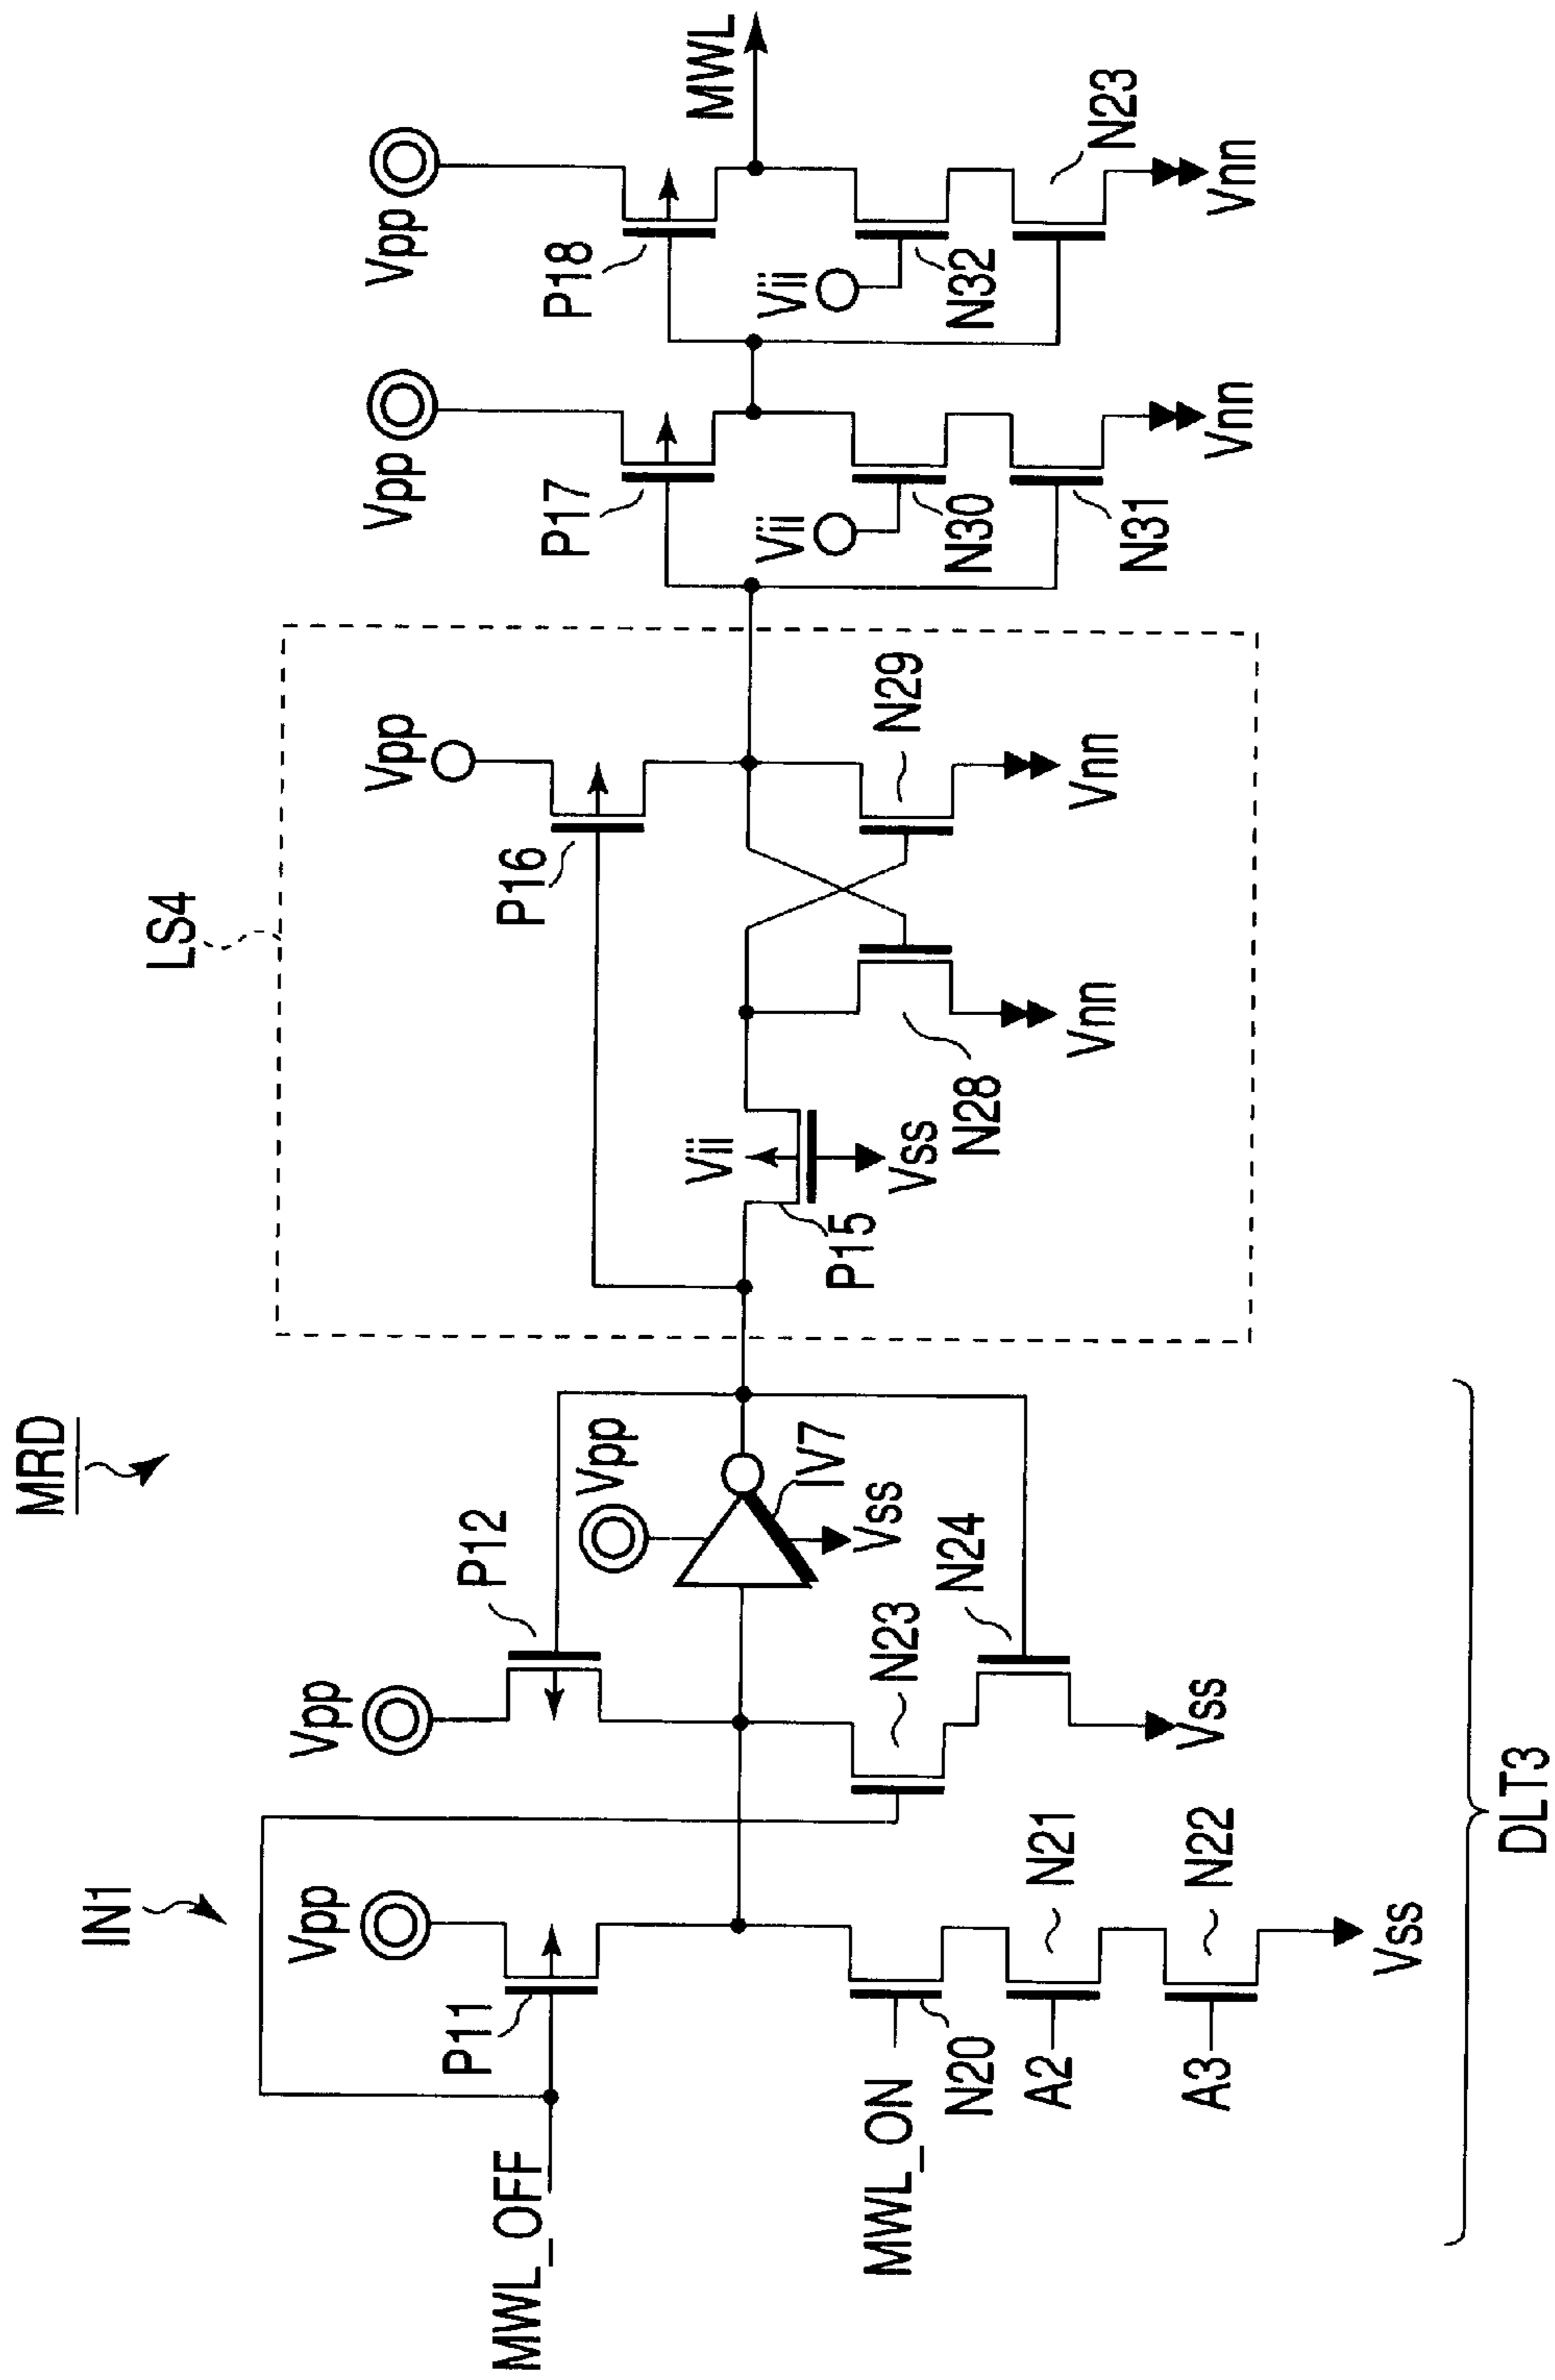 MRD
IN1
LS4
MWL_OFF
P11
Vpp
Vpp
P12
Vpp
IV7
Vss
MWL_ON
N20
A2
N21
A3
N22
Vss
N23
N24
Vss
DLT3
P15
Vii
Vss
P16
Vpp
N28
Vnn
N29
Vnn
P17
Vpp
Vii
N30
N31
Vnn
P18
Vpp
Vii
N32
N23
Vnn
MWL